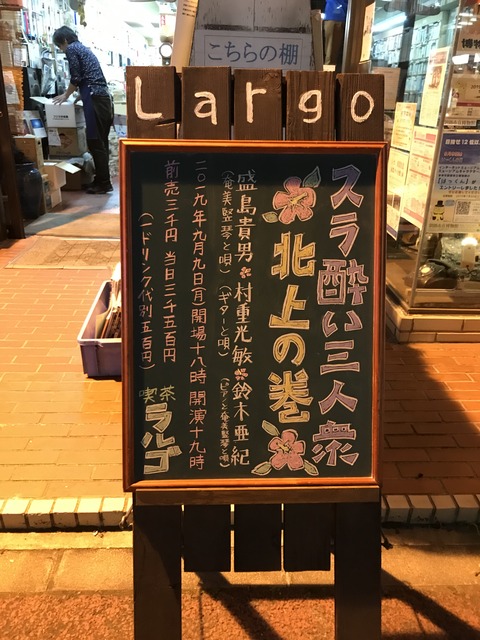 こちらの棚
Largo
スラ酔い三人衆
北上の巻
盛島貴男 村重光敏 鈴木亜紀
(奄美竪琴と唄) (ギターと唄) (ピアノと奄美竪琴と唄)
二〇一九年九月九日(月)開場十八時 開演十九時
前売三千円 当日三千五百円
(一ドリンク代別五百円)
喫茶
ラルゴ